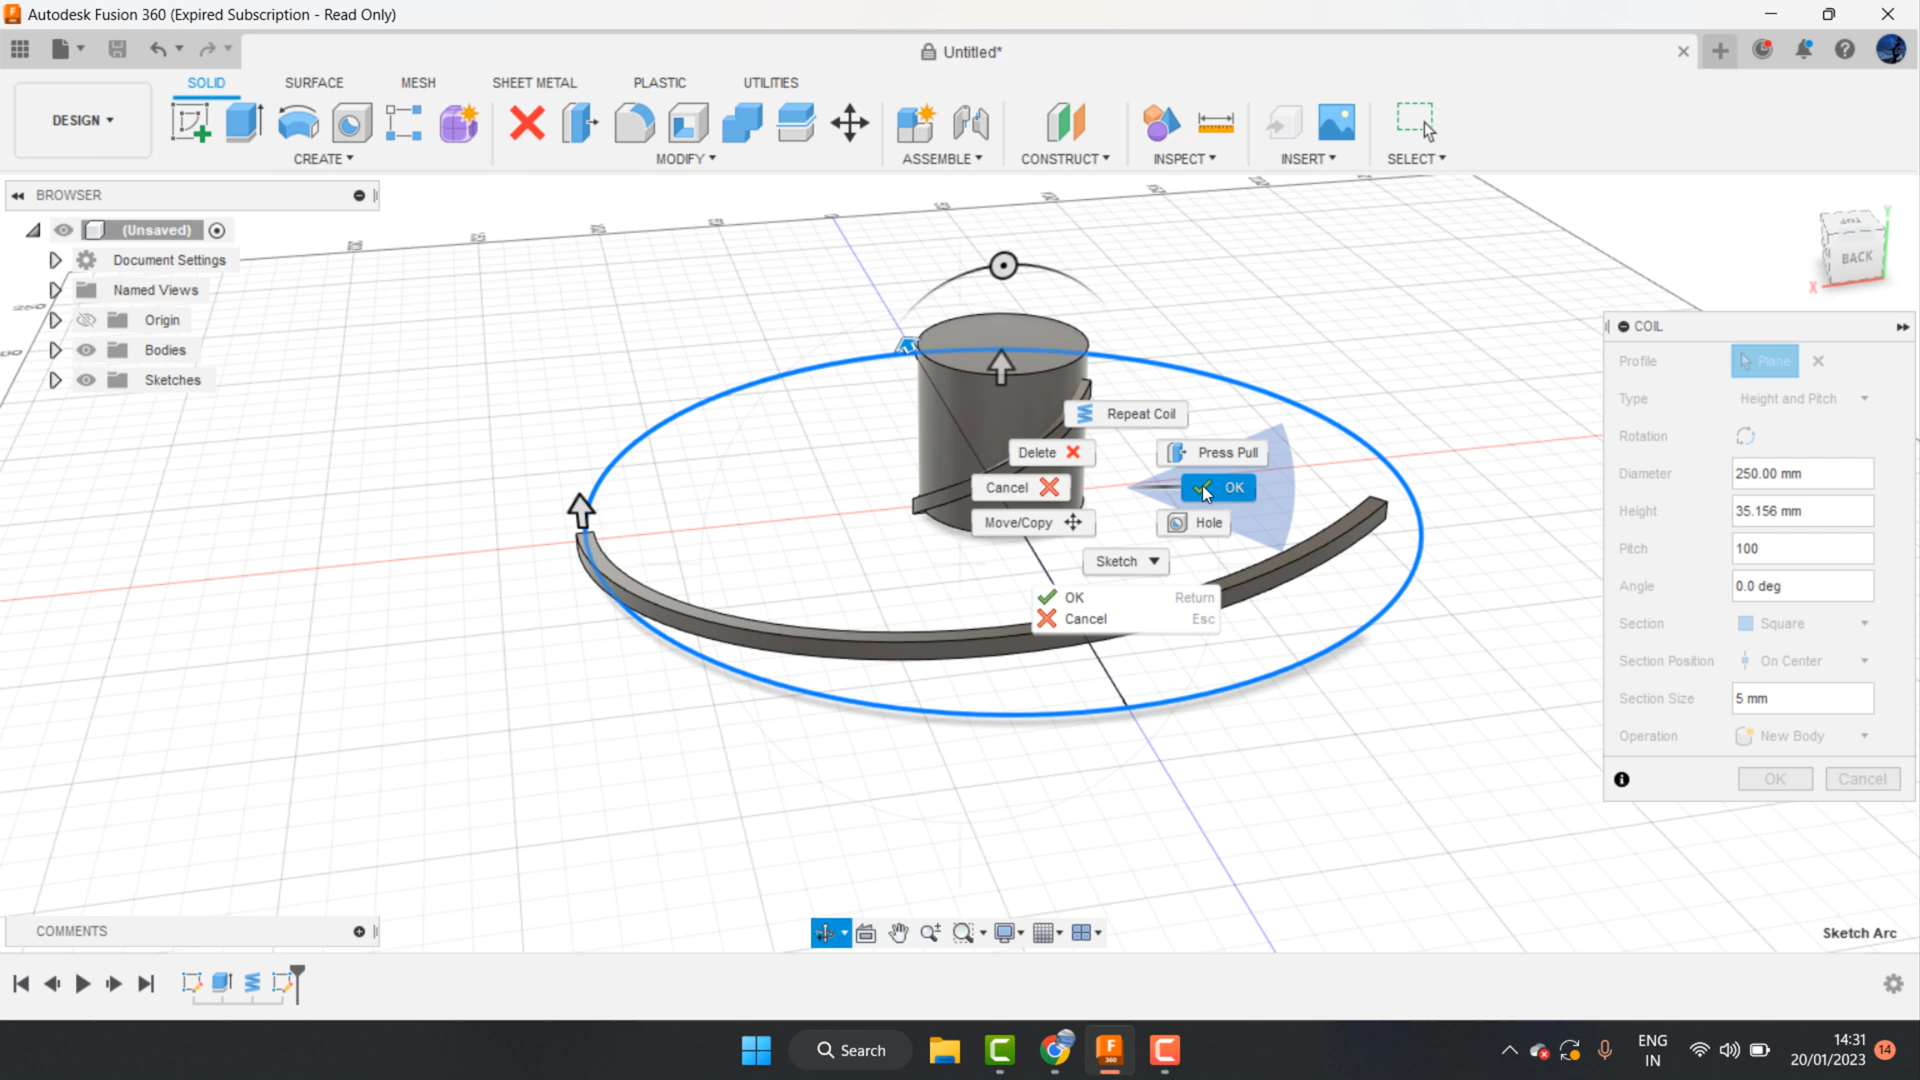 Autodesk Fusion 360 (Expired Subscription - Read Only)
Untitled*
SOLID
SURFACE
MESH
SHEET METAL
PLASTIC
UTILITIES
DESIGN
CREATE
MODIFY
ASSEMBLE
CONSTRUCT
INSPECT
INSERT
SELECT
BROWSER
(Unsaved)
Document Settings
Named Views
Origin
Bodies
Sketches
BACK
X
Y
Repeat Coil
Delete
Press Pull
Cancel
OK
Move/Copy
Hole
Sketch
OK Return
Cancel Esc
COIL
Profile Plane
Type Height and Pitch
Rotation
Diameter 250.00 mm
Height 35.156 mm
Pitch 100
Angle 0.0 deg
Section Square
Section Position On Center
Section Size 5 mm
Operation New Body
OK Cancel
COMMENTS
Sketch Arc
Search
F
360
ENG
IN
14:31
20/01/2023
14